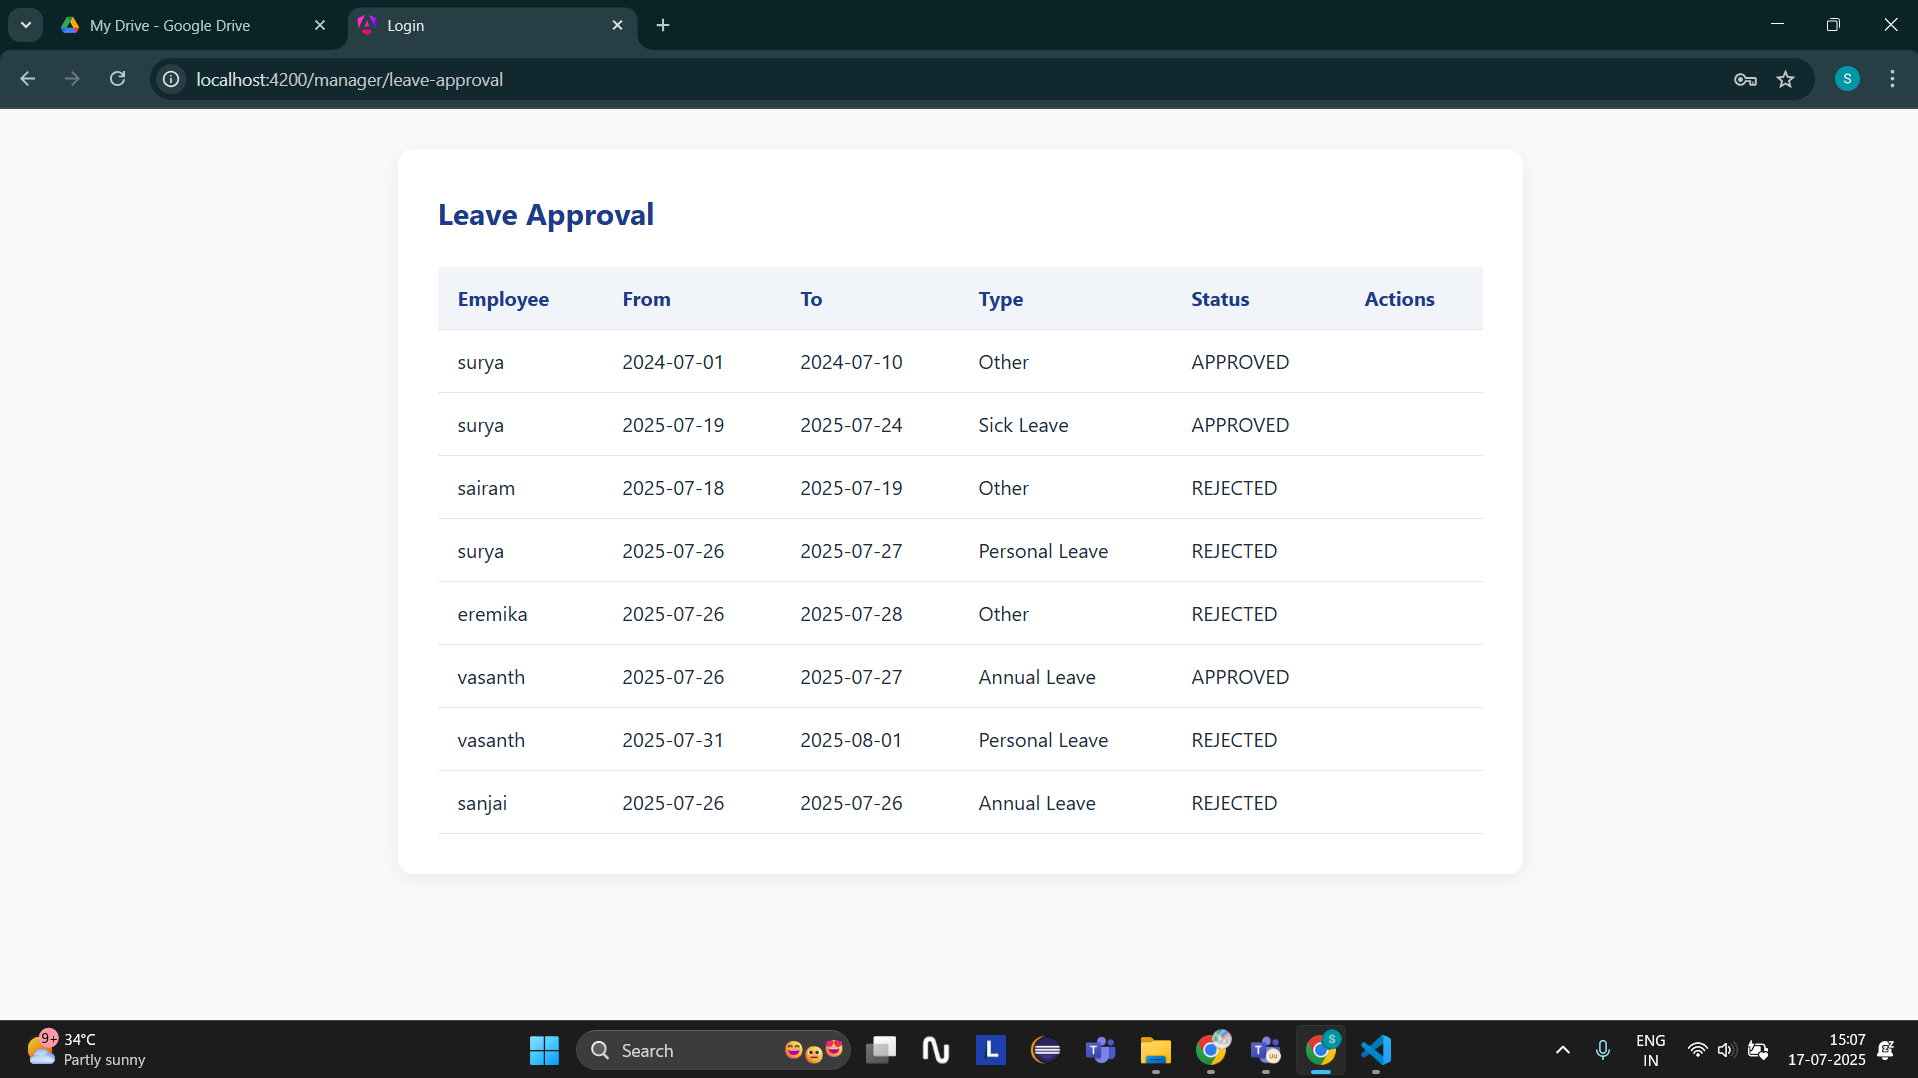 My Drive - Google Drive
Login
localhost:4200/manager/leave-approval
S
Leave Approval
Employee From To Type Status Actions
surya 2024-07-01 2024-07-10 Other APPROVED
surya 2025-07-19 2025-07-24 Sick Leave APPROVED
sairam 2025-07-18 2025-07-19 Other REJECTED
surya 2025-07-26 2025-07-27 Personal Leave REJECTED
eremika 2025-07-26 2025-07-28 Other REJECTED
vasanth 2025-07-26 2025-07-27 Annual Leave APPROVED
vasanth 2025-07-31 2025-08-01 Personal Leave REJECTED
sanjai 2025-07-26 2025-07-26 Annual Leave REJECTED
9+ 34°C
Partly sunny
Search
L
T
T
UU
S
ENG
IN
15:07
17-07-2025